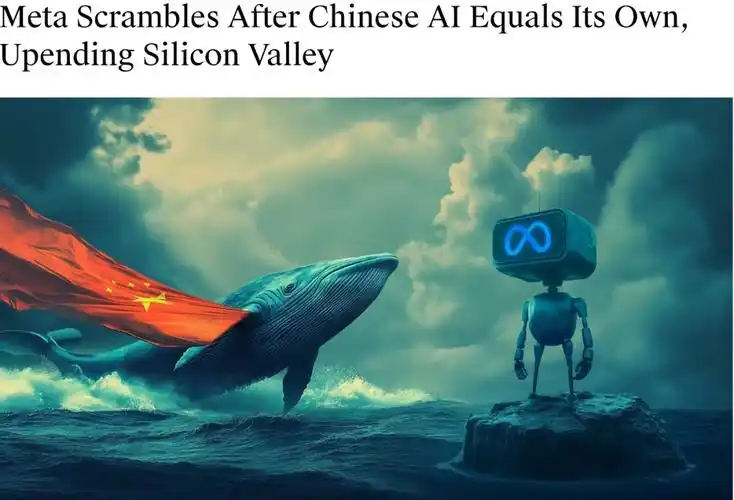 Meta Scrambles After Chinese AI Equals Its Own,
Upending Silicon Valley